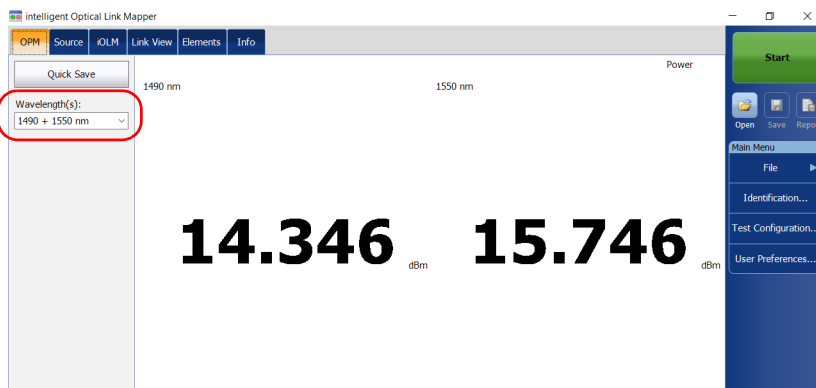 intelligent Optical Link Mapper
OPM Source iOLM Link View Elements Info
Start
Quick Save
Power
1490 nm 1550 nm
Wavelength(s):
1490 + 1550 nm
Open Save
Main Menu
File
Identification...
Test Configuration..
User Preferences...
14.346 dBm 15.746 dBm